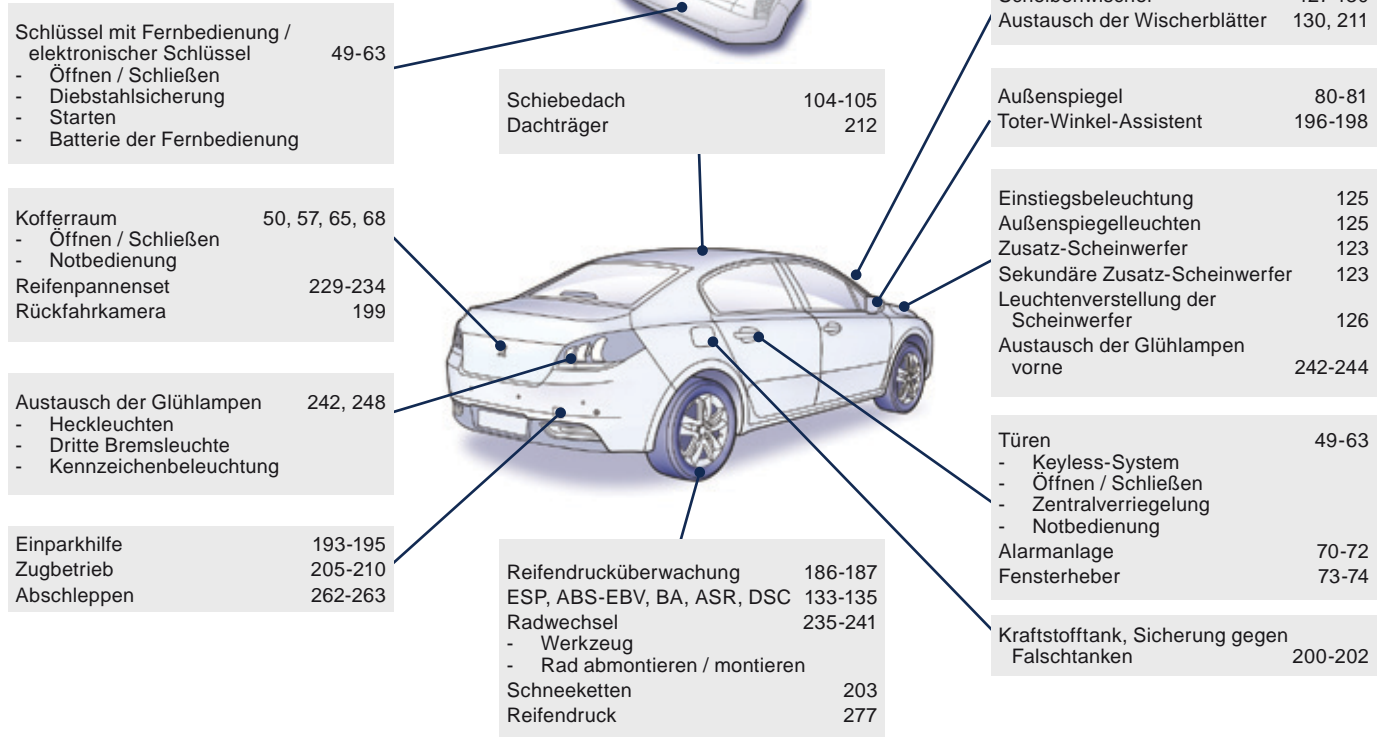 Schlüssel mit Fernbedienung /
elektronischer Schlüssel 49-63
- Öffnen / Schließen
- Diebstahlsicherung
- Starten
- Batterie der Fernbedienung
Kofferraum 50, 57, 65, 68
- Öffnen / Schließen
- Notbedienung
Reifenpannenset 229-234
Rückfahrkamera 199
Austausch der Glühlampen 242, 248
- Heckleuchten
- Dritte Bremsleuchte
- Kennzeichenbeleuchtung
Einparkhilfe 193-195
Zugbetrieb 205-210
Abschleppen 262-263
Schiebedach 104-105
Dachträger 212
Reifendrucküberwachung 186-187
ESP, ABS-EBV, BA, ASR, DSC 133-135
Radwechsel 235-241
- Werkzeug
- Rad abmontieren / montieren
Schneeketten 203
Reifendruck 277
Austausch der Wischerblätter 130, 211
Außenspiegel 80-81
Toter-Winkel-Assistent 196-198
Einstiegsbeleuchtung 125
Außenspiegelleuchten 125
Zusatz-Scheinwerfer 123
Sekundäre Zusatz-Scheinwerfer 123
Leuchtenverstellung der
Scheinwerfer 126
Austausch der Glühlampen
vorne 242-244
Türen 49-63
- Keyless-System
- Öffnen / Schließen
- Zentralverriegelung
- Notbedienung
Alarmanlage 70-72
Fensterheber 73-74
Kraftstofftank, Sicherung gegen
Falschtanken 200-202